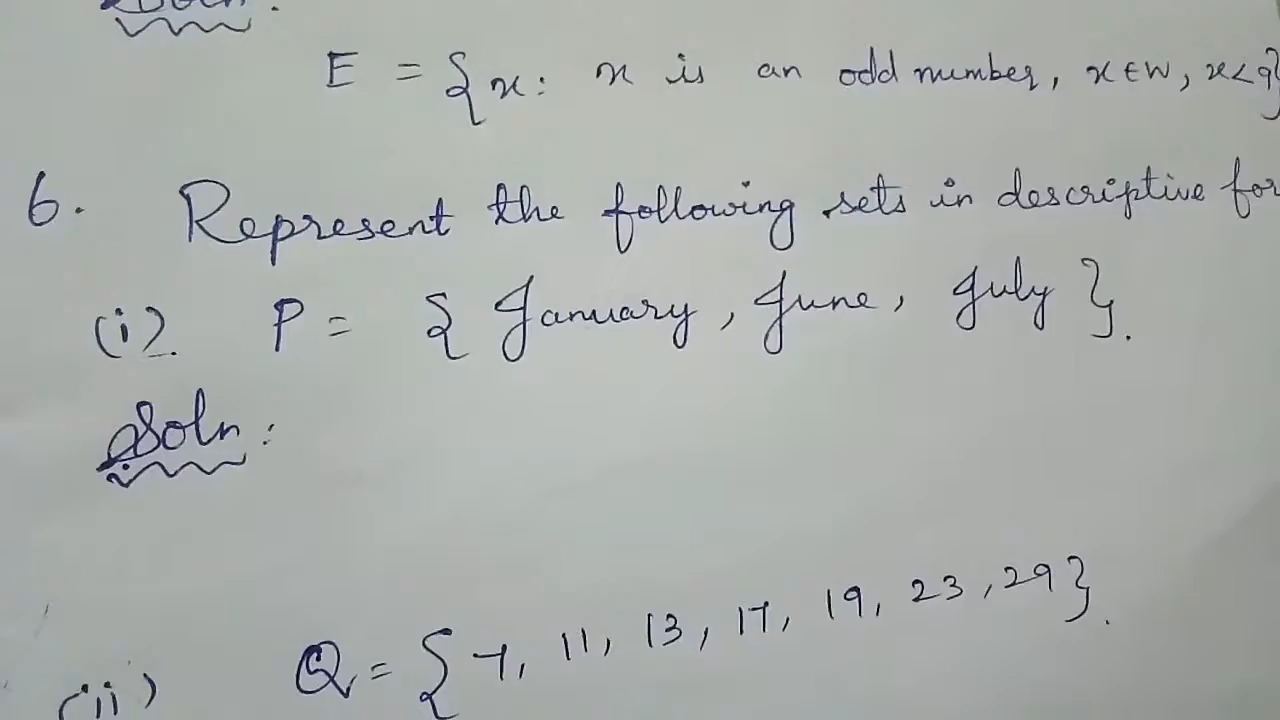 Soln:
E = {x: x is an odd number, x ∈ W, x < 9}
6. Represent the following sets in descriptive for
(i). P = { January, June, July }.
Soln:
(ii) Q = { 7, 11, 13, 17, 19, 23, 29}.